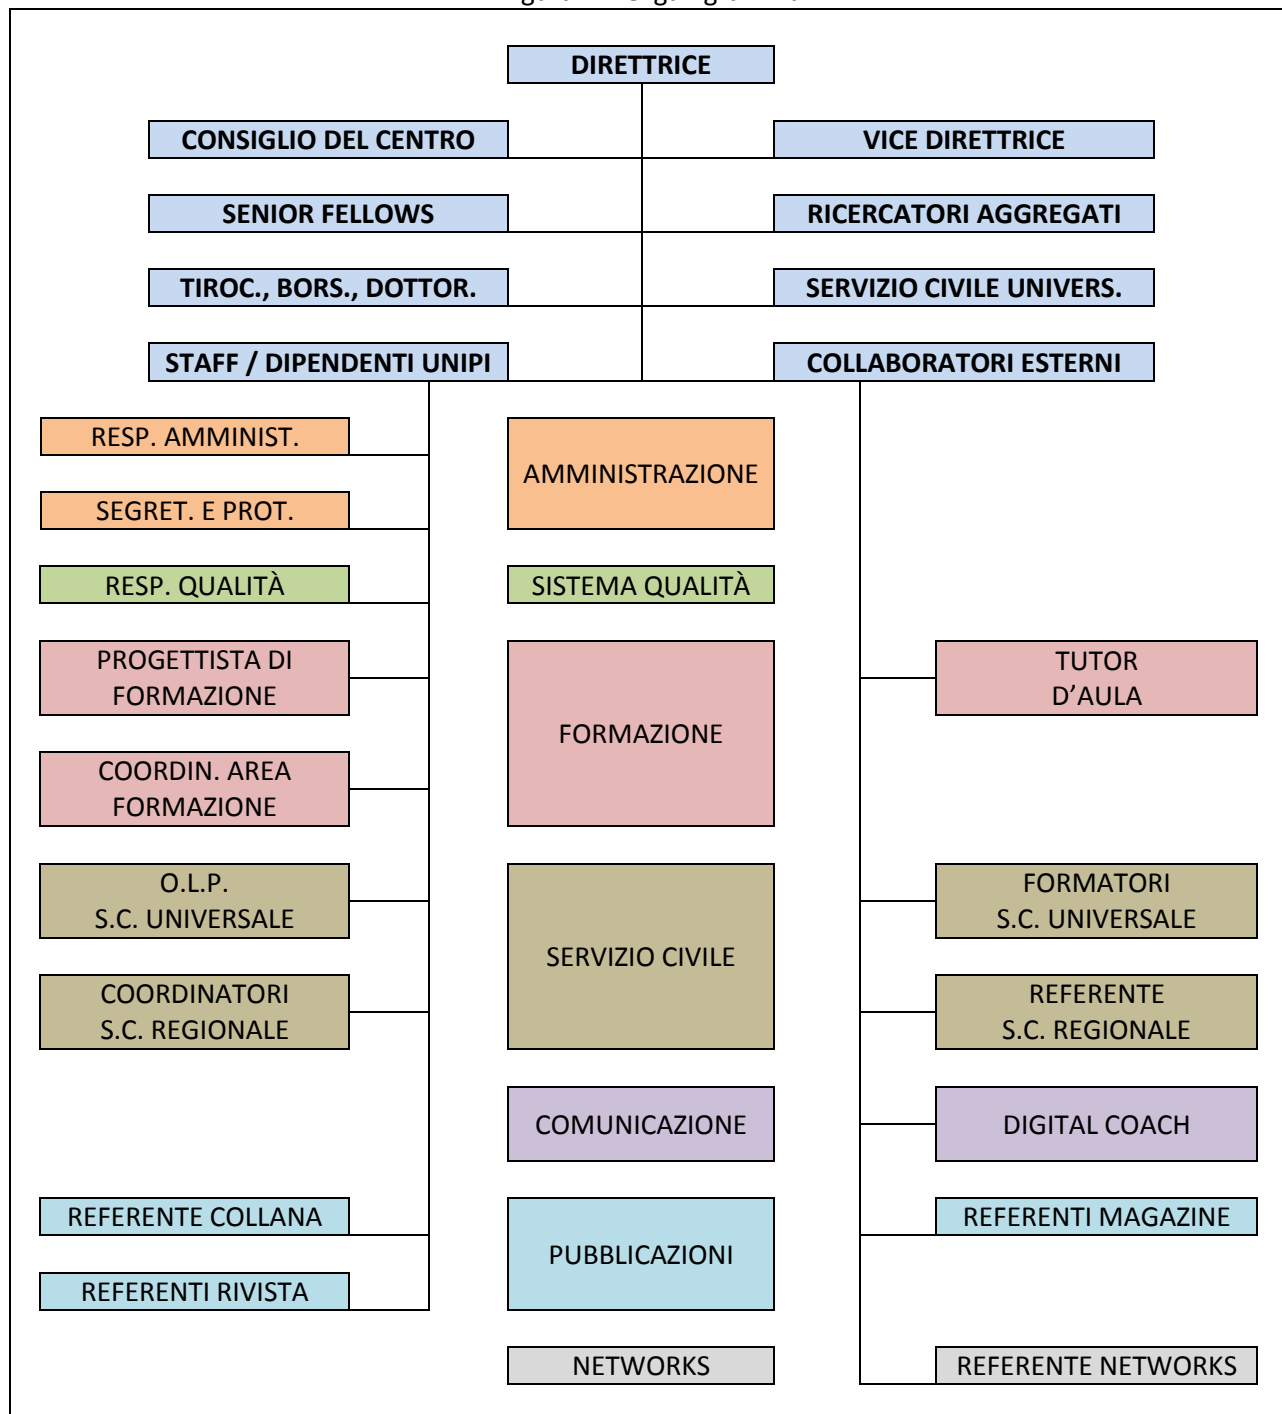 DIRETTRICE
CONSIGLIO DEL CENTRO
VICE DIRETTRICE
SENIOR FELLOWS
RICERCATORI AGGREGATI
TIROC., BORS., DOTTOR.
SERVIZIO CIVILE UNIVERS.
STAFF / DIPENDENTI UNIPI
COLLABORATORI ESTERNI
RESP. AMMINIST.
AMMINISTRAZIONE
SEGRET. E PROT.
RESP. QUALITÀ
SISTEMA QUALITÀ
PROGETTISTA DI
FORMAZIONE
FORMAZIONE
TUTOR
D’AULA
COORDIN. AREA
FORMAZIONE
O.L.P.
S.C. UNIVERSALE
SERVIZIO CIVILE
FORMATORI
S.C. UNIVERSALE
COORDINATORI
S.C. REGIONALE
REFERENTE
S.C. REGIONALE
COMUNICAZIONE
DIGITAL COACH
REFERENTE COLLANA
PUBBLICAZIONI
REFERENTI MAGAZINE
REFERENTI RIVISTA
NETWORKS
REFERENTE NETWORKS